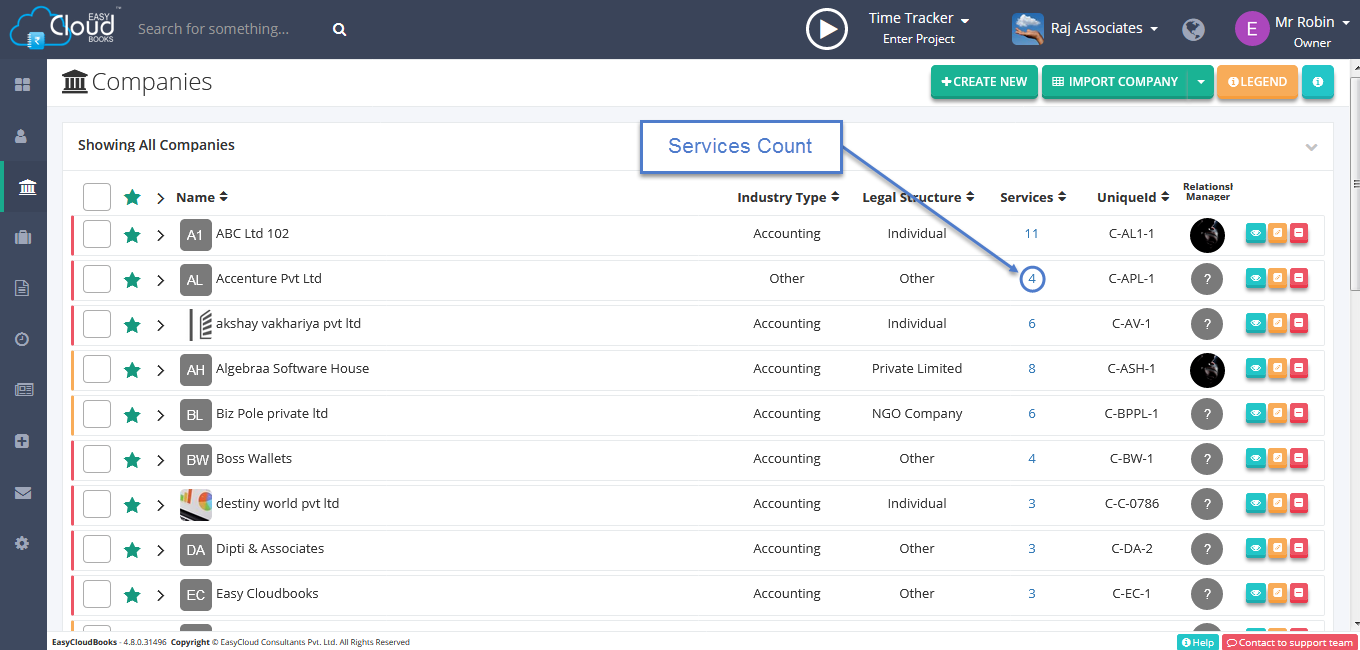 EASY
Cloud
BOOKS
™
Search for something...
Time Tracker
Enter Project
Raj Associates
E
Mr Robin
Owner
Companies
CREATE NEW
IMPORT COMPANY
LEGEND
Showing All Companies
Services Count
Name Industry Type Legal Structure Services UniqueId Relationsh
Manager
A1 ABC Ltd 102 Accounting Individual 11 C-AL1-1
AL Accenture Pvt Ltd Other Other 4 C-APL-1 ?
akshay vakhariya pvt ltd Accounting Individual 6 C-AV-1 ?
AH Algebraa Software House Accounting Private Limited 8 C-ASH-1
BL Biz Pole private ltd Accounting NGO Company 6 C-BPPL-1 ?
BW Boss Wallets Accounting Other 4 C-BW-1 ?
destiny world pvt ltd Accounting Individual 3 C-C-0786 ?
DA Dipti & Associates Accounting Other 3 C-DA-2 ?
EC Easy Cloudbooks Accounting Other 3 C-EC-1 ?
EasyCloudBooks - 4.8.0.31496 Copyright © EasyCloud Consultants Pvt. Ltd. All Rights Reserved
Help
Contact to support team